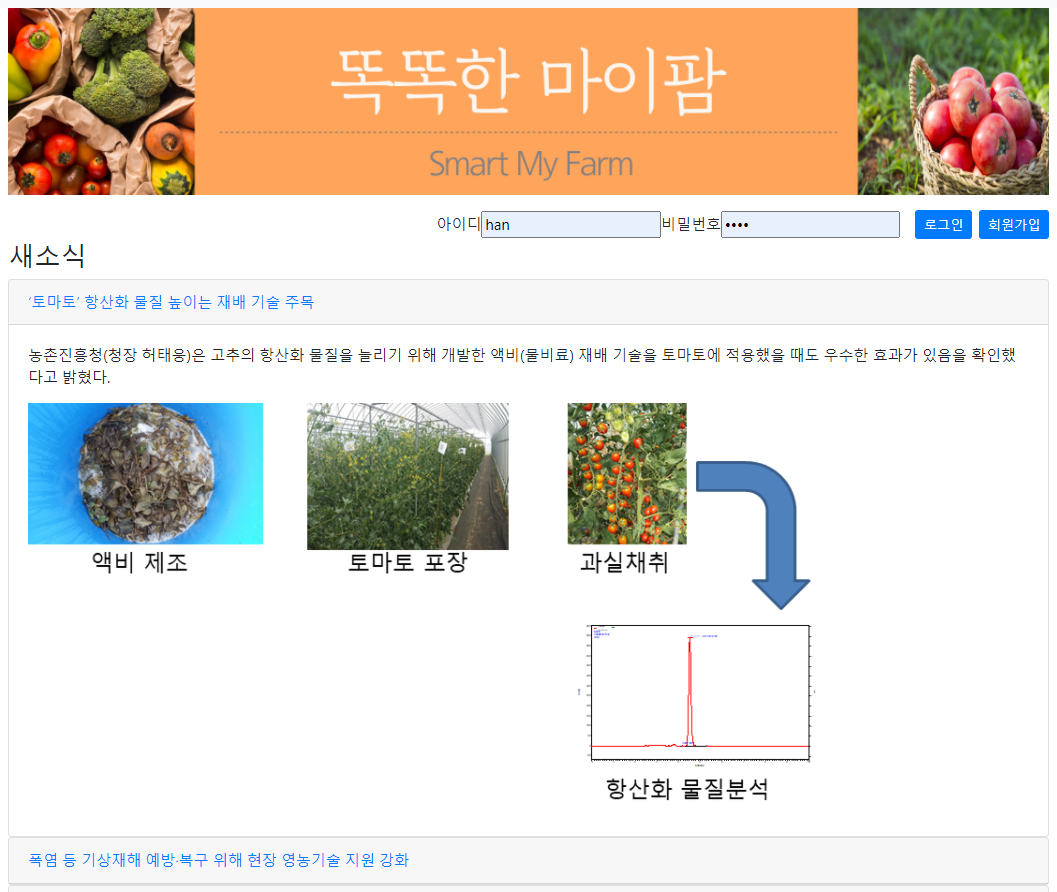 똑똑한 마이팜
Smart My Farm
아이디 han 비밀번호 •••• 로그인 회원가입
새소식
'토마토' 항산화 물질 높이는 재배 기술 주목
농촌진흥청(청장 허태웅)은 고추의 항산화 물질을 늘리기 위해 개발한 액비(물비료) 재배 기술을 토마토에 적용했을 때도 우수한 효과가 있음을 확인했
다고 밝혔다.
액비 제조 토마토 포장 과실채취
항산화 물질분석
폭염 등 기상재해 예방·복구 위해 현장 영농기술 지원 강화